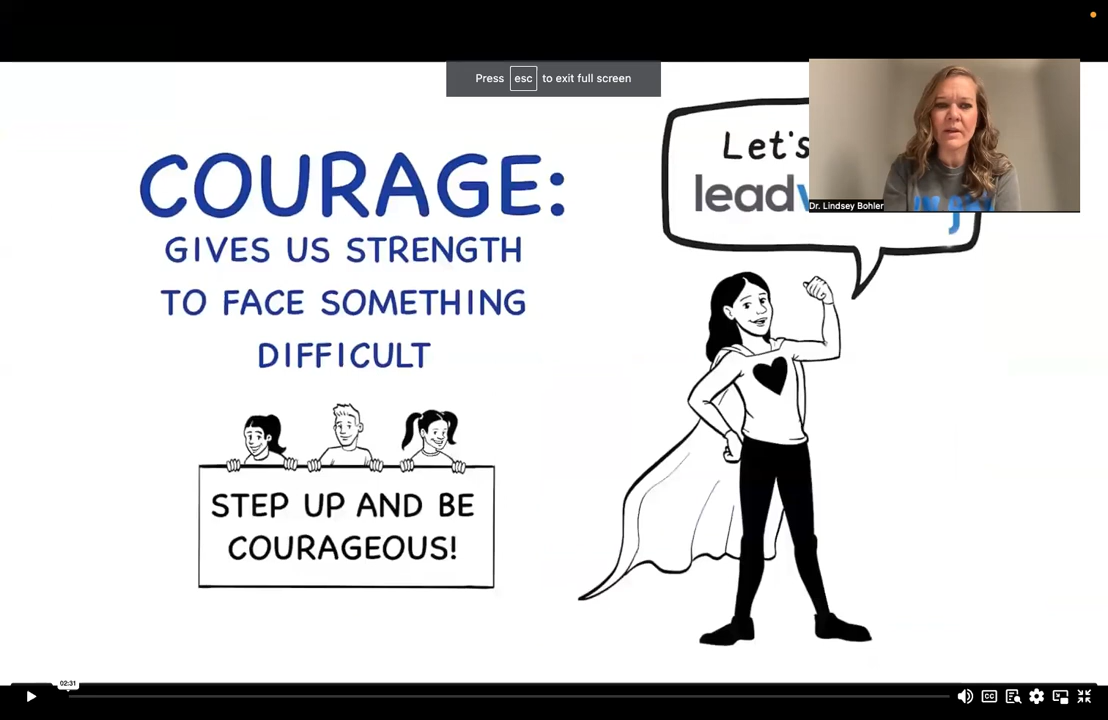 Press esc to exit full screen
COURAGE:
GIVES US STRENGTH
TO FACE SOMETHING
DIFFICULT
STEP UP AND BE
COURAGEOUS!
Let's
lead
Dr. Lindsey Bohler
02:31
CC